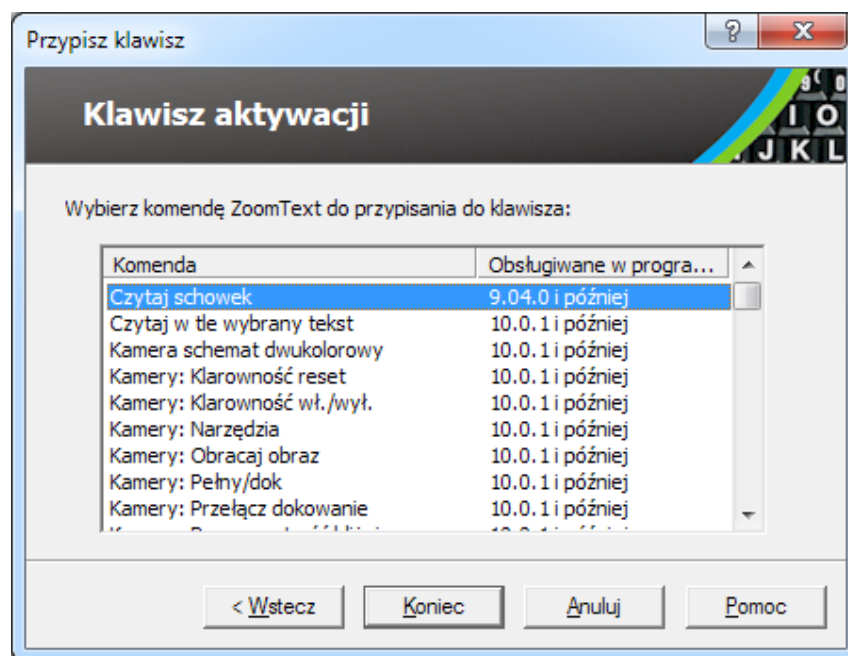 Przypisz klawisz
Klawisz aktywacji
I O
J K L
Wybierz komendę ZoomText do przypisania do klawisza:
Komenda Obsługiwane w progra...
Czytaj schowek 9.04.0 i później
Czytaj w tle wybrany tekst 10.0.1 i później
Kamera schemat dwukolorowy 10.0.1 i później
Kamery: Klarowność reset 10.0.1 i później
Kamery: Klarowność wł./wył. 10.0.1 i później
Kamery: Narzędzia 10.0.1 i później
Kamery: Obracaj obraz 10.0.1 i później
Kamery: Pełny/dok 10.0.1 i później
Kamery: Przełącz dokowanie 10.0.1 i później
< Wstecz Koniec Anuluj Pomoc